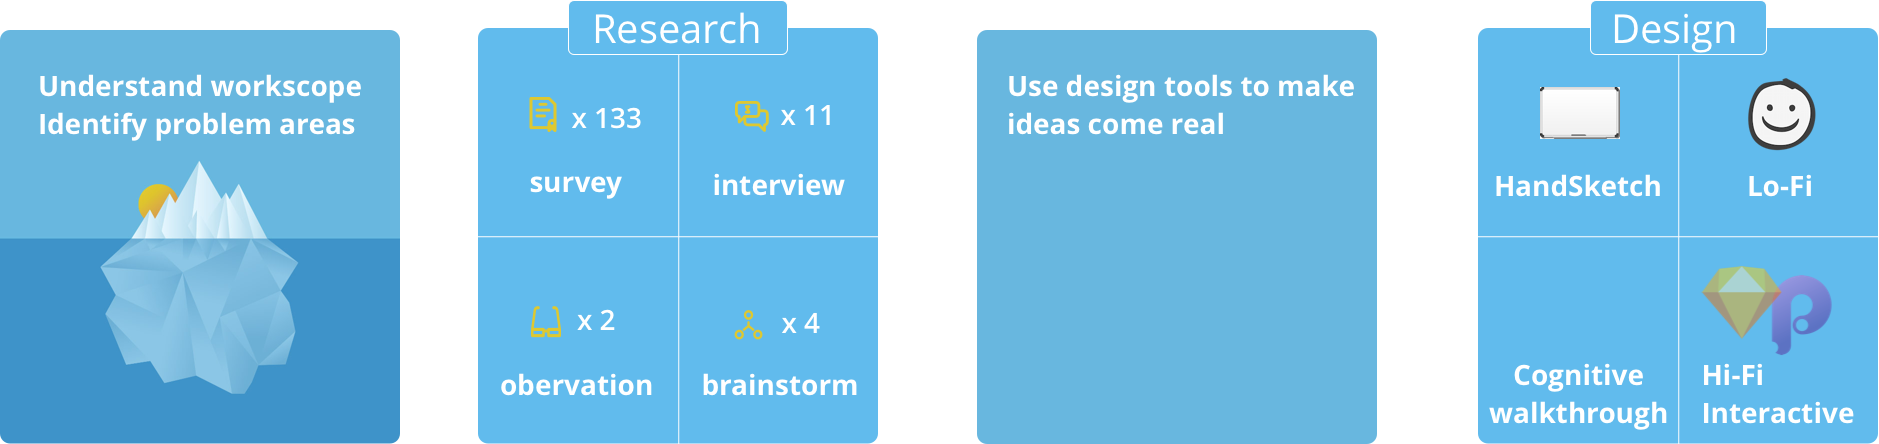 Understand workscope
Identify problem areas
Research
x 133
survey
x 11
interview
x 2
obervation
x 4
brainstorm
Use design tools to make
ideas come real
Design
HandSketch
Lo-Fi
Cognitive
walkthrough
Hi-Fi
Interactive